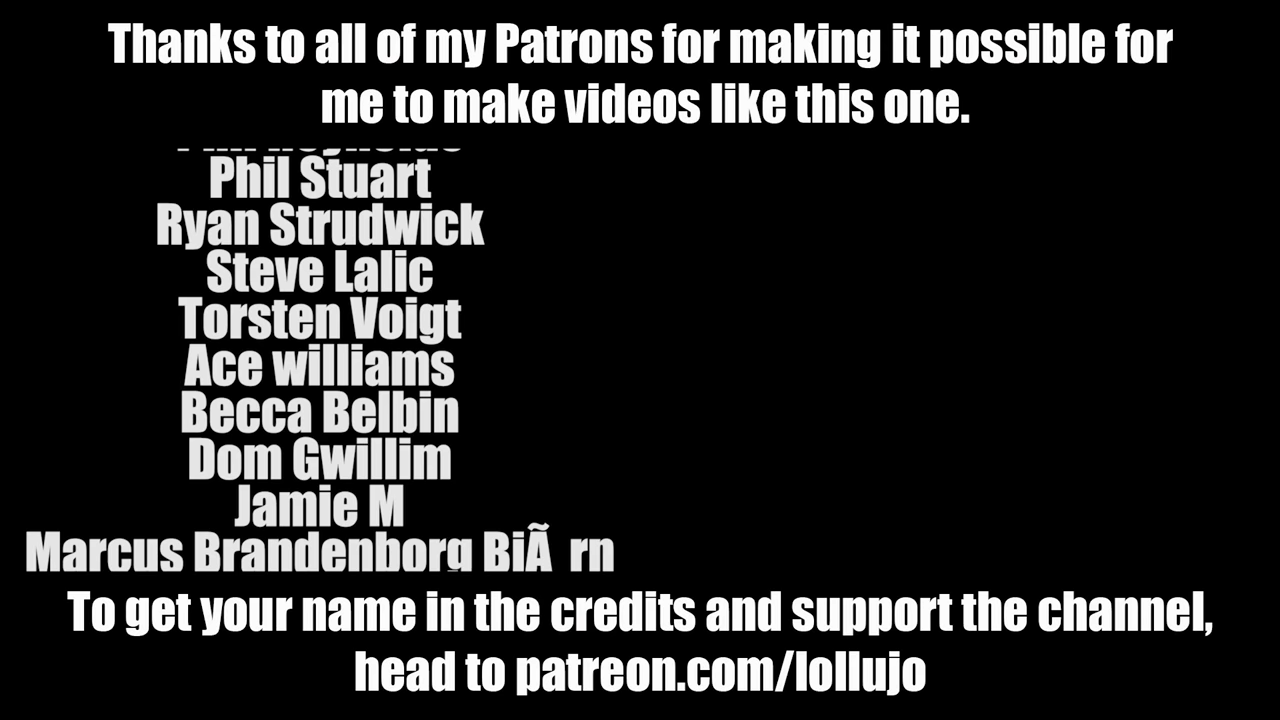 Thanks to all of my Patrons for making it possible for
me to make videos like this one.
Phil Stuart
Ryan Strudwick
Steve Lalic
Torsten Voigt
Ace williams
Becca Belbin
Dom Gwillim
Jamie M
Marcus Brandenborg BiÃ rn
To get your name in the credits and support the channel,
head to patreon.com/lollujo